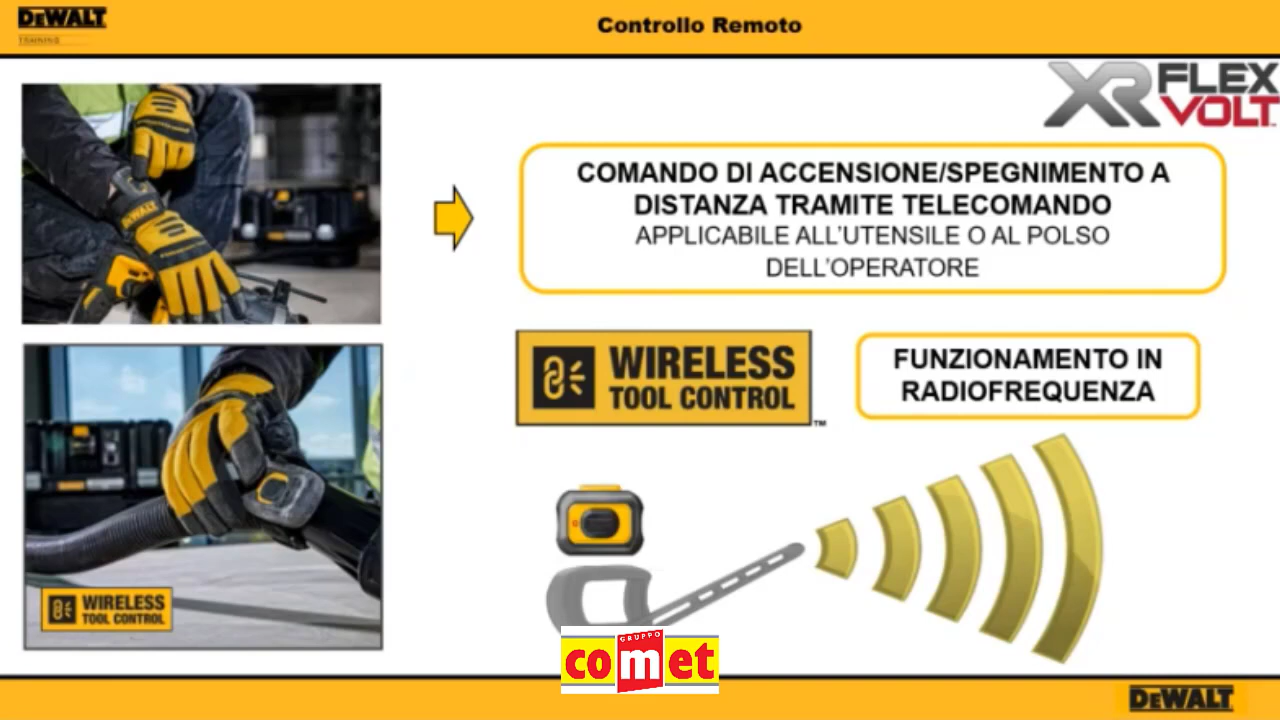 DEWALT
TRAINING
Controllo Remoto
XR FLEX
VOLT
COMANDO DI ACCENSIONE/SPEGNIMENTO A
DISTANZA TRAMITE TELECOMANDO
APPLICABILE ALL'UTENSILE O AL POLSO
DELL'OPERATORE
DEWALT
WIRELESS
TOOL CONTROL
TM
FUNZIONAMENTO IN
RADIOFREQUENZA
WIRELESS
TOOL CONTROL
GRUPPO
comet
DEWALT